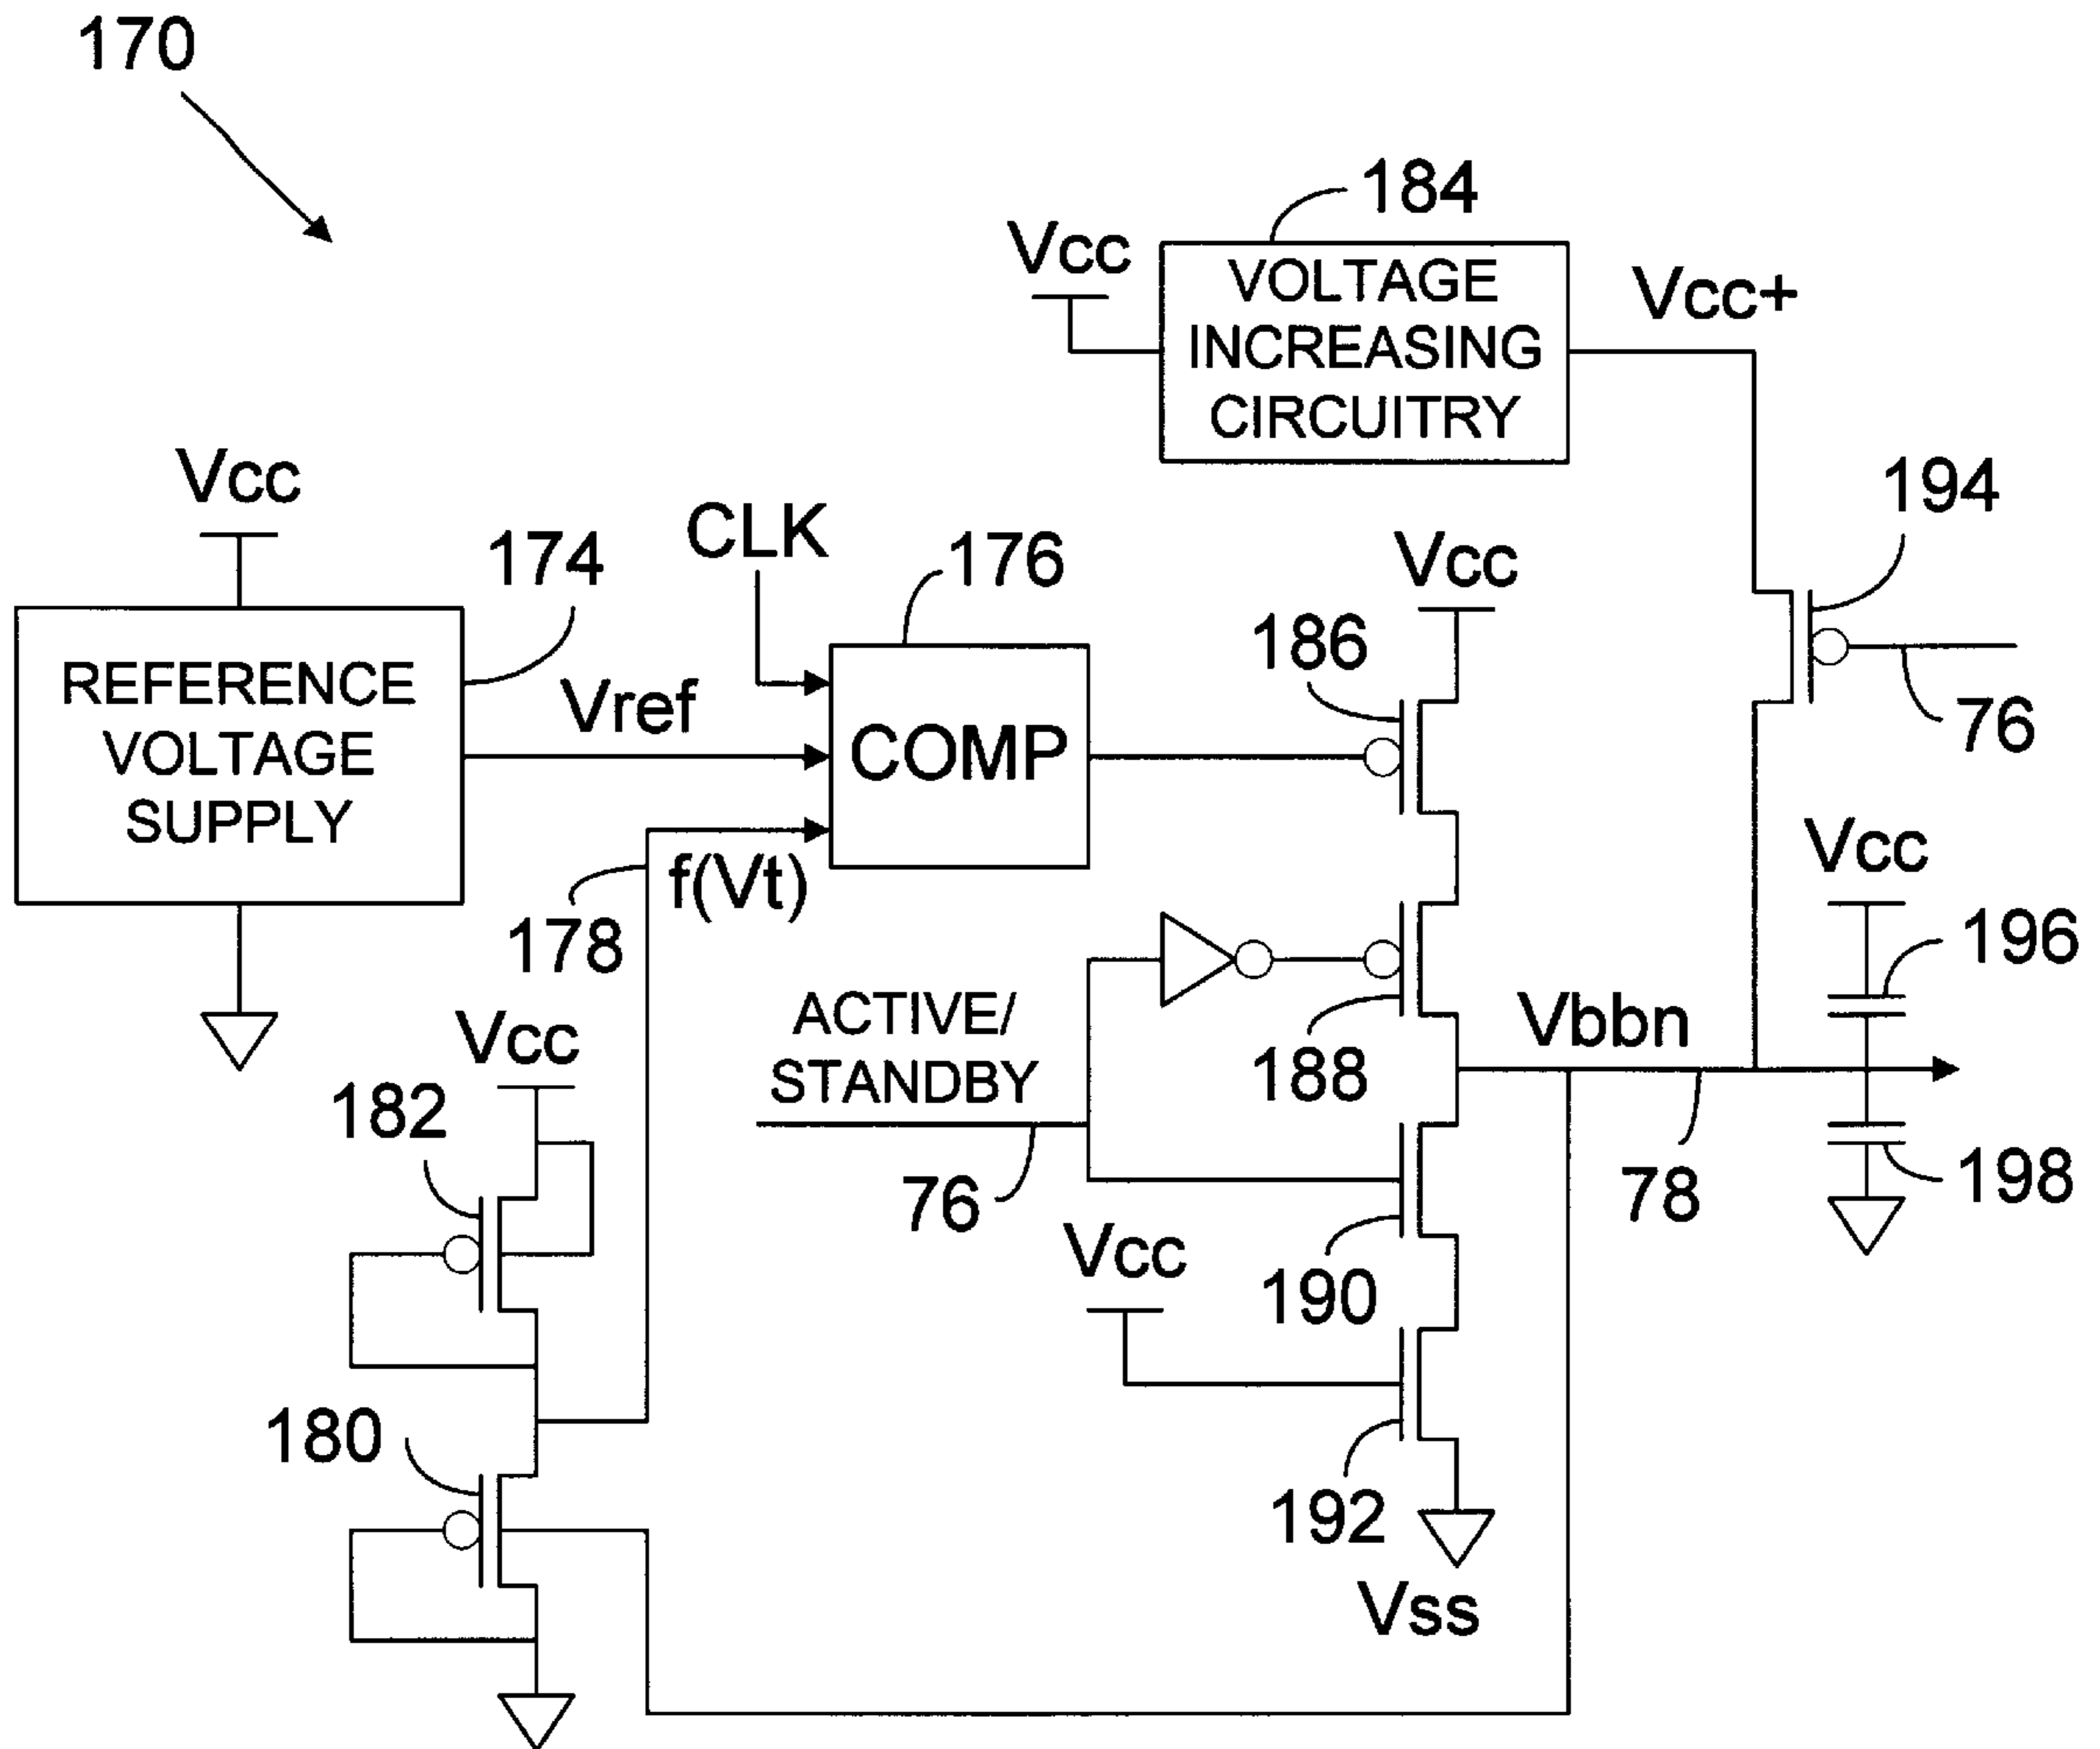 170
184
Vcc
VOLTAGE
INCREASING
CIRCUITRY
Vcc+
Vcc
174
CLK
176
Vcc
194
REFERENCE
VOLTAGE
SUPPLY
Vref
COMP
186
76
f(Vt)
178
Vcc
196
ACTIVE/
STANDBY
188
Vbbn
Vcc
182
76
78
198
Vcc
190
180
192
Vss